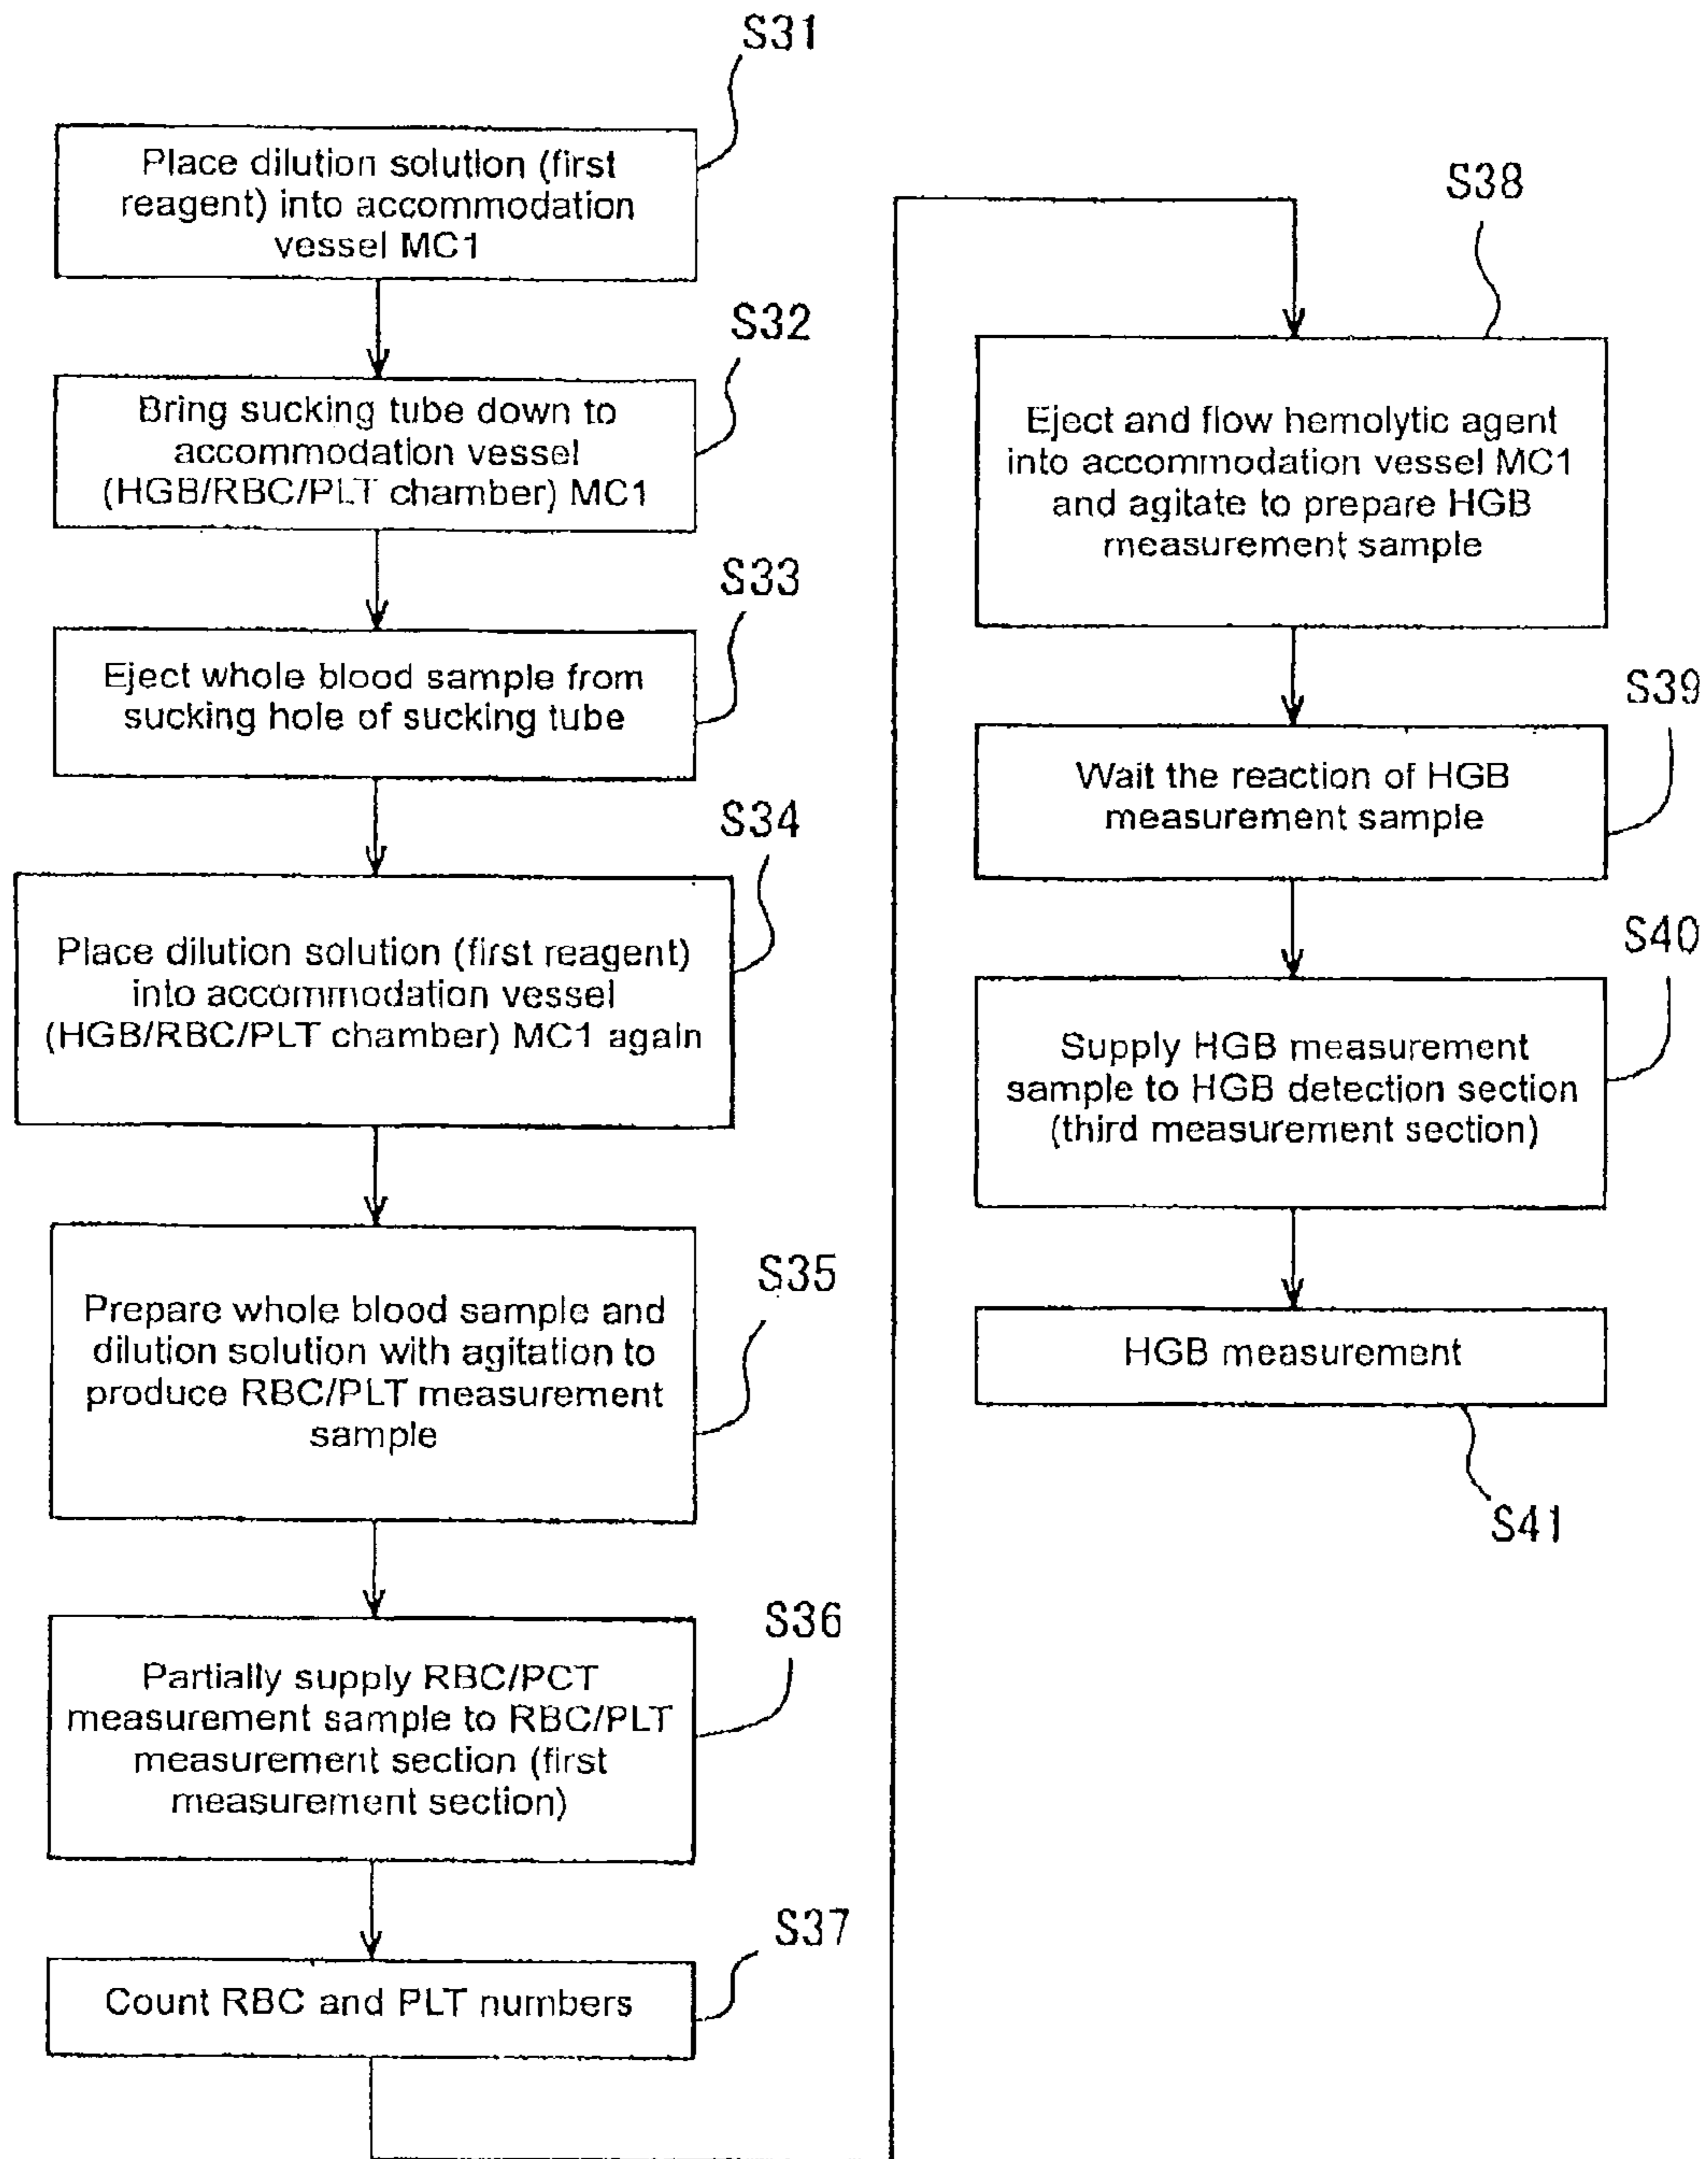 S31
Place dilution solution (first
reagent) into accommodation
vessel MC1
S32
Bring sucking tube down to
accommodation vessel
(HGB/RBC/PLT chamber) MC1
S33
Eject whole blood sample from
sucking hole of sucking tube
S34
Place dilution solution (first reagent)
into accommodation vessel
(HGB/RBC/PLT chamber) MC1 again
S35
Prepare whole blood sample and
dilution solution with agitation to
produce RBC/PLT measurement
sample
S36
Partially supply RBC/PCT
measurement sample to RBC/PLT
measurement section (first
measurement section)
S37
Count RBC and PLT numbers
S38
Eject and flow hemolytic agent
into accommodation vessel MC1
and agitate to prepare HGB
measurement sample
S39
Wait the reaction of HGB
measurement sample
S40
Supply HGB measurement
sample to HGB detection section
(third measurement section)
HGB measurement
S41